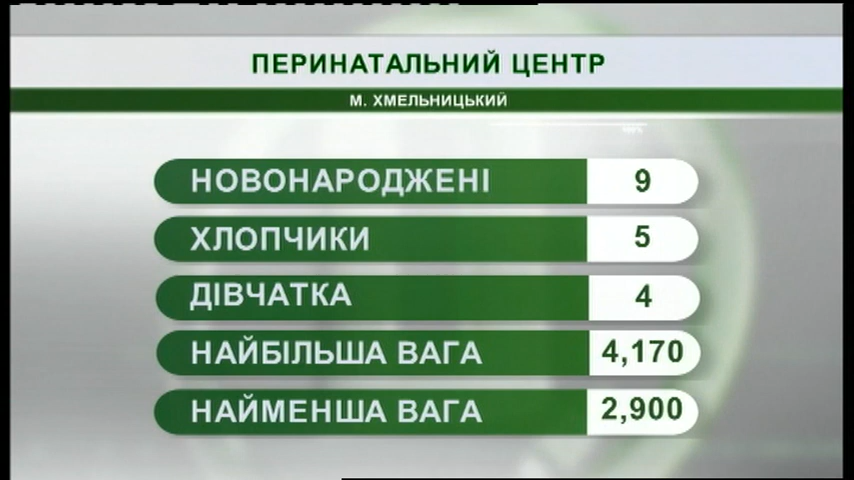 ПЕРИНАТАЛЬНИЙ ЦЕНТР
М. ХМЕЛЬНИЦЬКИЙ
НОВОНАРОДЖЕНІ 9
ХЛОПЧИКИ 5
ДІВЧАТКА 4
НАЙБІЛЬША ВАГА 4,170
НАЙМЕНША ВАГА 2,900